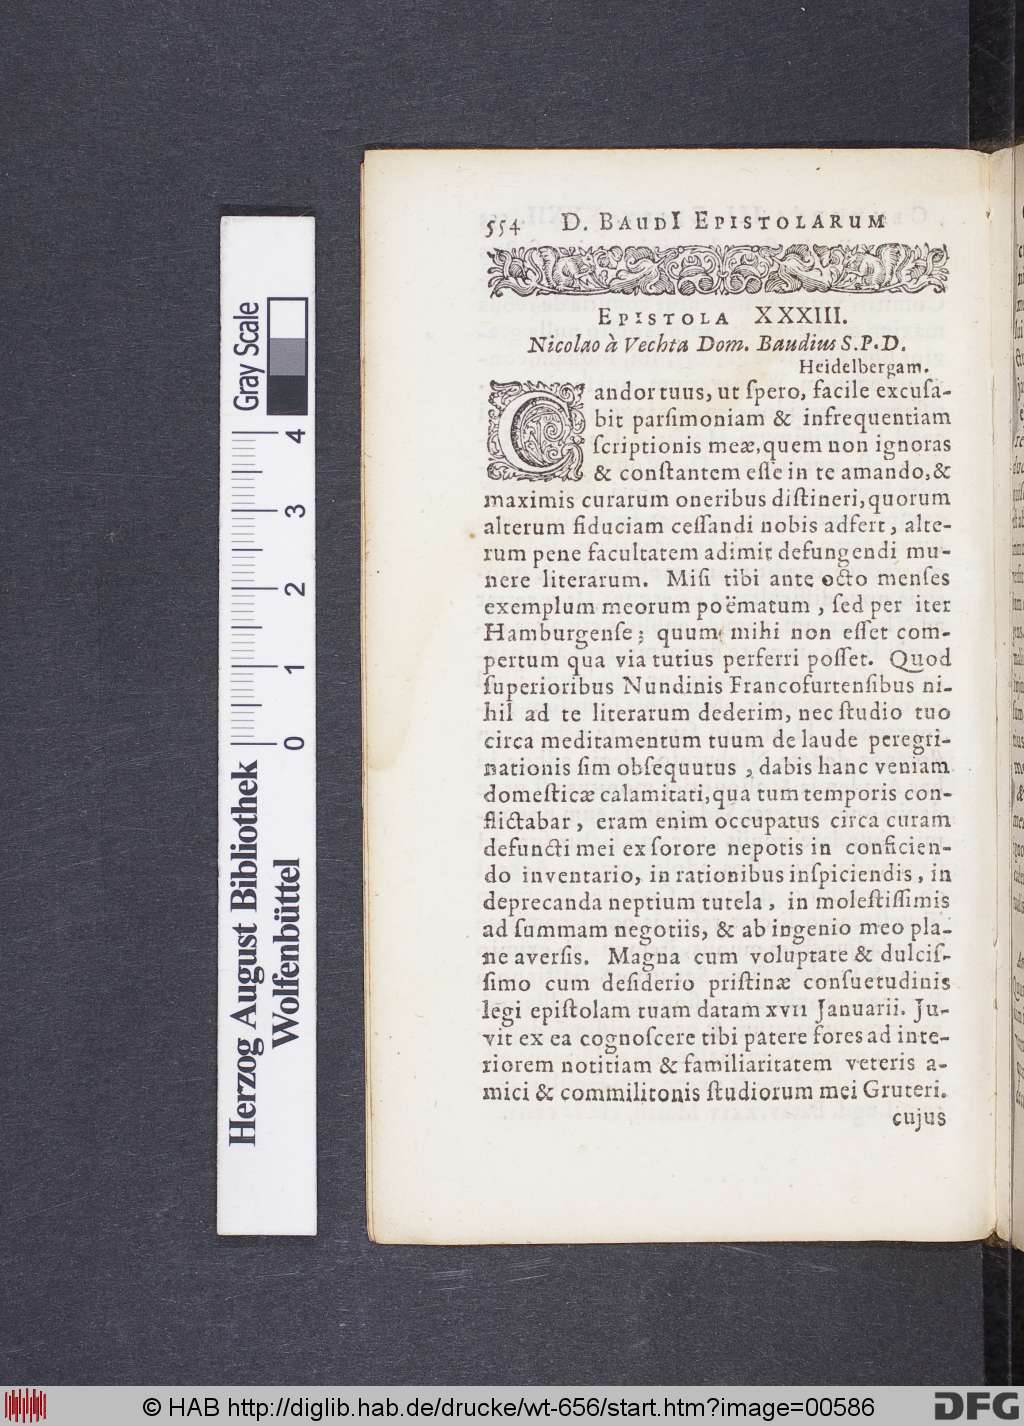 554 D. BAUDI EPISTOLARUM
EPISTOLA XXXIII.
Nicolao à Vechta Dom. Baudius S.P.D.
Heidelbergam.
Candor tuus, ut ſpero, facile excuſa-
bit parſimoniam & infrequentiam
ſcriptionis meæ, quem non ignoras
& conſtantem eſſe in te amando, &
maximis curarum oneribus diſtineri, quorum
alterum fiduciam ceſſandi nobis adfert, alte-
rum pene facultatem adimit defungendi mu-
nere literarum. Miſi tibi ante octo menſes
exemplum meorum poëmatum, ſed per iter
Hamburgenſe; quum mihi non eſſet com-
pertum qua via tutius perferri poſſet. Quod
ſuperioribus Nundinis Francofurtenſibus ni-
hil ad te literarum dederim, nec ſtudio tuo
circa meditamentum tuum de laude peregri-
nationis ſim obſequutus, dabis hanc veniam
domeſticæ calamitati, qua tum temporis con-
flictabar, eram enim occupatus circa curam
defuncti mei ex ſorore nepotis in conficien-
do inventario, in rationibus inſpiciendis, in
deprecanda neptium tutela, in moleſtiſſimis
ad ſummam negotiis, & ab ingenio meo pla-
ne averſis. Magna cum voluptate & dulciſ-
ſimo cum deſiderio priſtinæ conſuetudinis
legi epiſtolam tuam datam XVII Januarii. Ju-
vit ex ea cognoſcere tibi patere fores ad inte-
riorem notitiam & familiaritatem veteris a-
mici & commilitonis ſtudiorum mei Gruteri.
cujus
Gray Scale
4
3
2
1
0
Herzog August Bibliothek
Wolfenbüttel
© HAB http://diglib.hab.de/drucke/wt-656/start.htm?image=00586
DFG